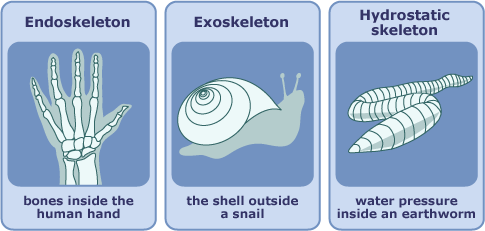 Endoskeleton
bones inside the
human hand
Exoskeleton
the shell outside
a snail
Hydrostatic
skeleton
water pressure
inside an earthworm